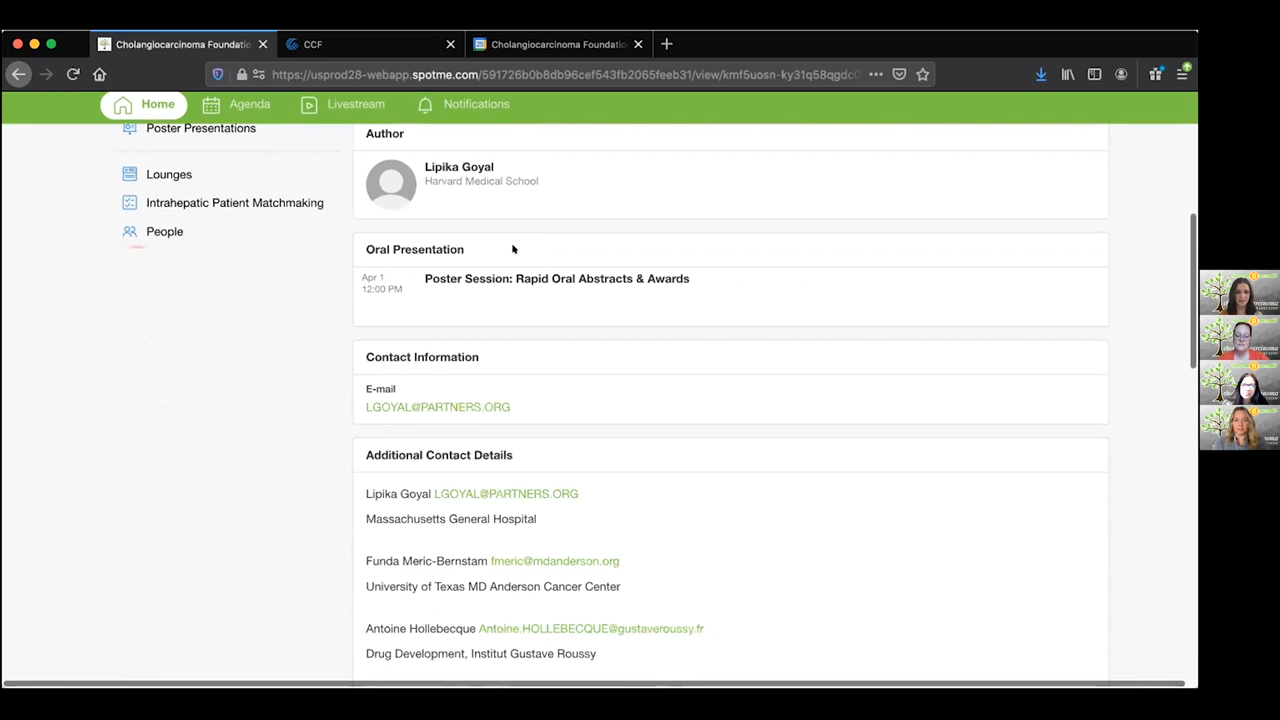 Cholangiocarcinoma Foundatio
CCF
Cholangiocarcinoma Foundatio
https://usprod28-webapp.spotme.com/591726b0b8db96cef543fb2065feeb31/view/kmf5uosn-ky31q58qgdc0
Home
Agenda
Livestream
Notifications
Poster Presentations
Lounges
Intrahepatic Patient Matchmaking
People
Author
Lipika Goyal
Harvard Medical School
Oral Presentation
Apr 1
12:00 PM
Poster Session: Rapid Oral Abstracts & Awards
Contact Information
E-mail
LGOYAL@PARTNERS.ORG
Additional Contact Details
Lipika Goyal LGOYAL@PARTNERS.ORG
Massachusetts General Hospital
Funda Meric-Bernstam fmeric@mdanderson.org
University of Texas MD Anderson Cancer Center
Antoine Hollebecque Antoine.HOLLEBECQUE@gustaveroussy.fr
Drug Development, Institut Gustave Roussy